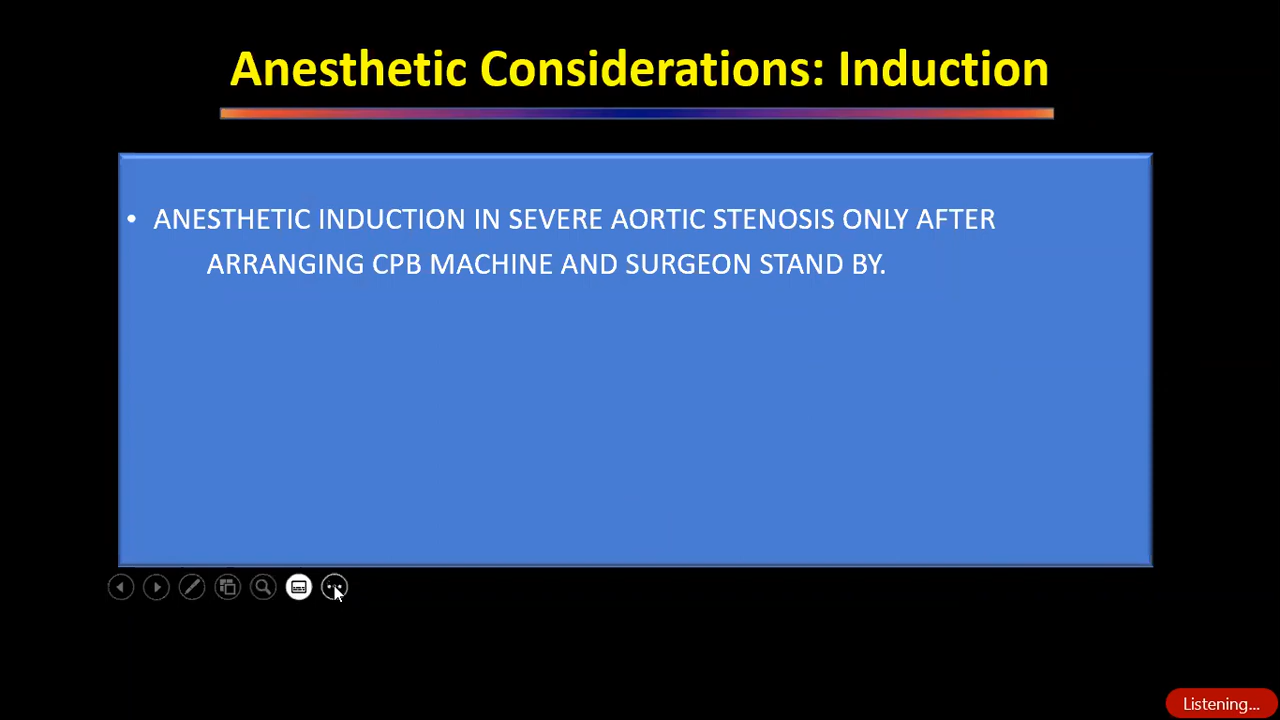 Anesthetic Considerations: Induction
• ANESTHETIC INDUCTION IN SEVERE AORTIC STENOSIS ONLY AFTER
ARRANGING CPB MACHINE AND SURGEON STAND BY.
Listening...